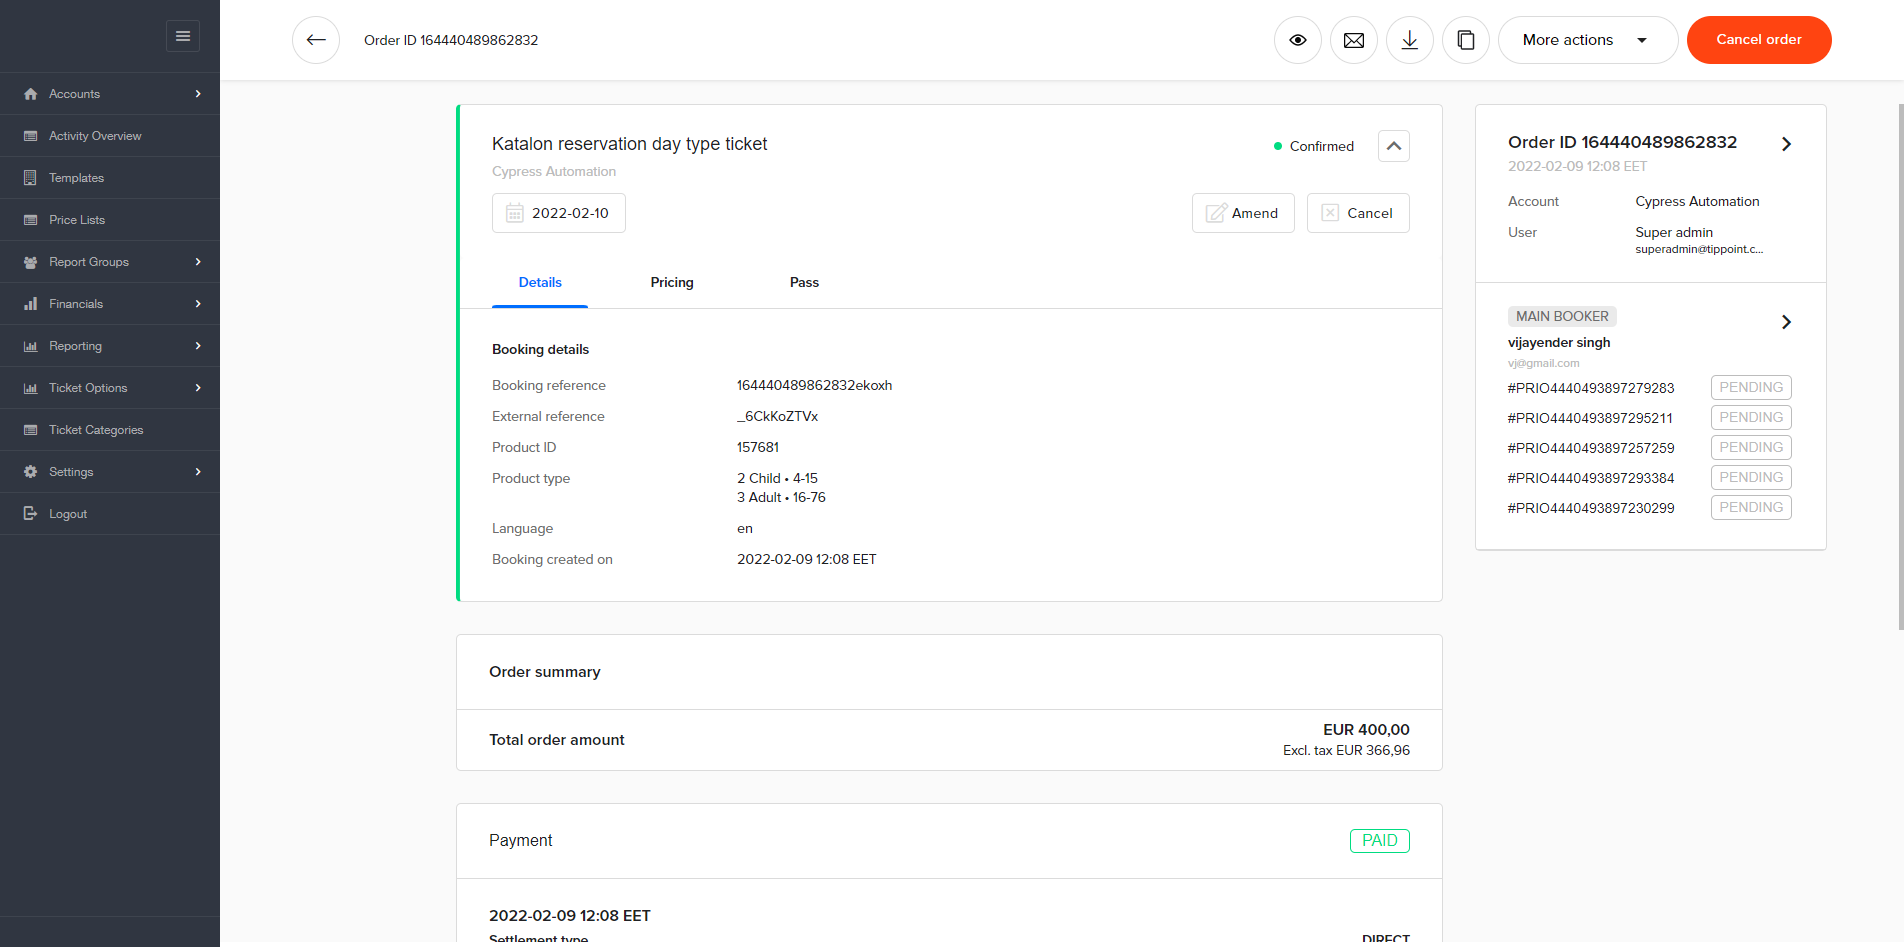 Order ID 164440489862832
More actions
Cancel order
Accounts
Activity Overview
Templates
Price Lists
Report Groups
Financials
Reporting
Ticket Options
Ticket Categories
Settings
Logout
Katalon reservation day type ticket
Confirmed
Cypress Automation
2022-02-10
Amend
Cancel
Details
Pricing
Pass
Booking details
Booking reference 164440489862832ekoxh
External reference _6CkKoZTVx
Product ID 157681
Product type 2 Child • 4-15
3 Adult • 16-76
Language en
Booking created on 2022-02-09 12:08 EET
Order summary
Total order amount EUR 400,00
Excl. tax EUR 366,96
Payment PAID
2022-02-09 12:08 EET
Settlement type DIRECT
Order ID 164440489862832
2022-02-09 12:08 EET
Account Cypress Automation
User Super admin
superadmin@tippoint.c...
MAIN BOOKER
vijayender singh
vj@gmail.com
#PRIO4440493897279283 PENDING
#PRIO4440493897295211 PENDING
#PRIO4440493897257259 PENDING
#PRIO4440493897293384 PENDING
#PRIO4440493897230299 PENDING